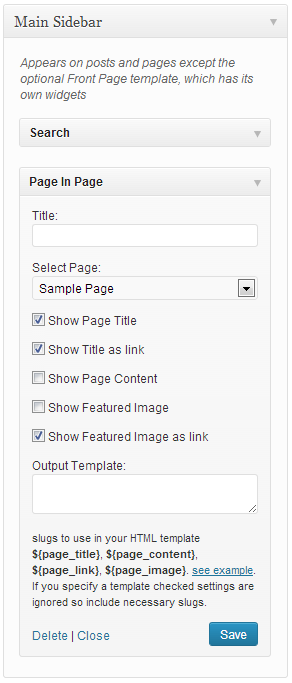 Main Sidebar
Appears on posts and pages except the
optional Front Page template, which has its
own widgets
Search
Page In Page
Title:
Select Page:
Sample Page
Show Page Title
Show Title as link
Show Page Content
Show Featured Image
Show Featured Image as link
Output Template:
slugs to use in your HTML template
${page_title}, ${page_content},
${page_link}, ${page_image}. see example.
If you specify a template checked settings are
ignored so include necessary slugs.
Delete | Close
Save